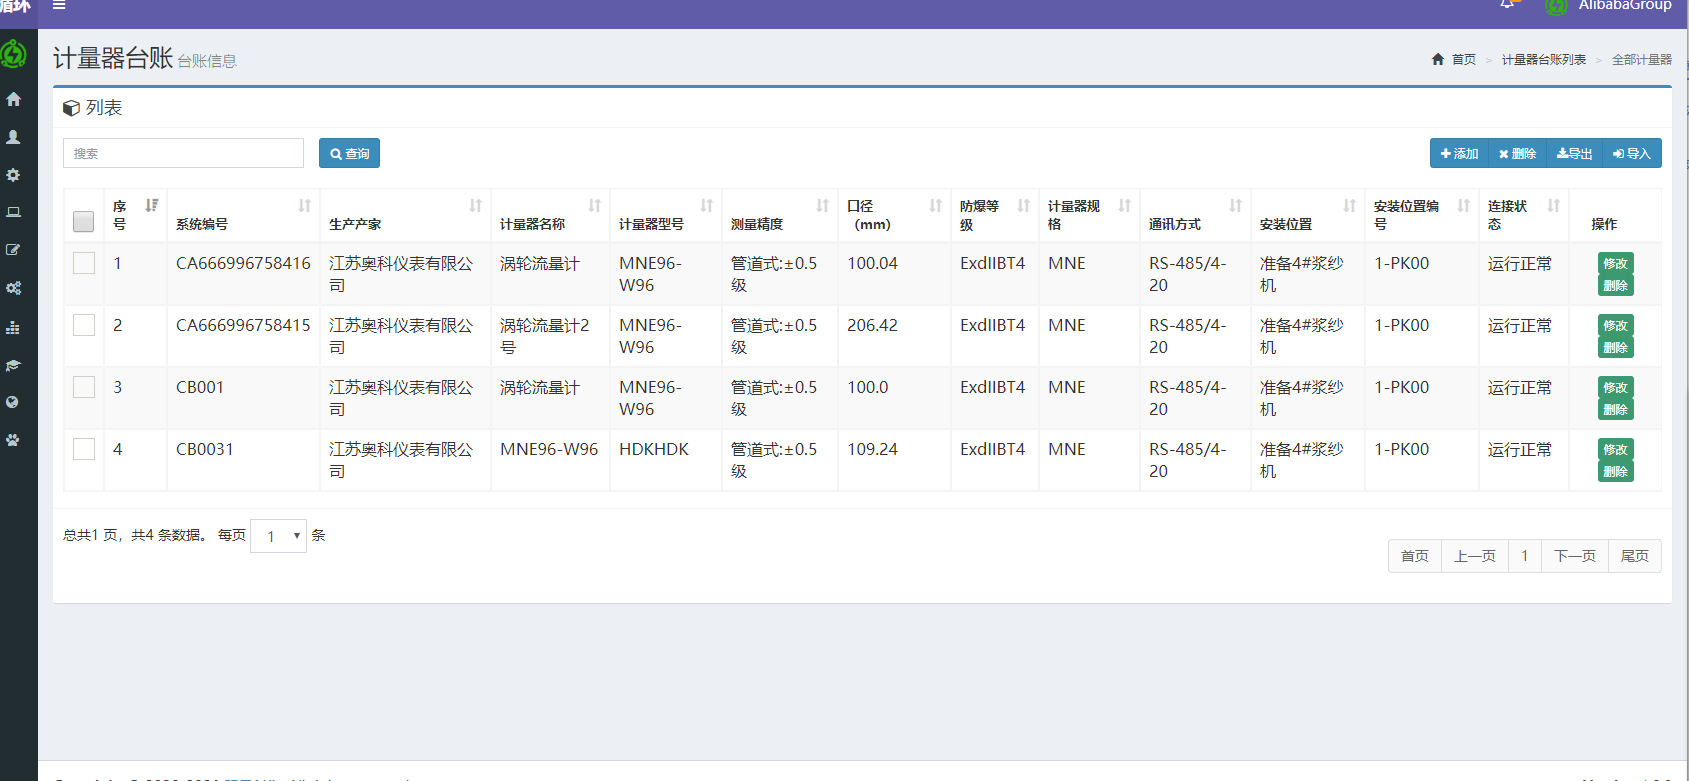 循环
AlibabaGroup
计量器台账 台账信息
首页 > 计量器台账列表 > 全部计量器
列表
搜索 查询 添加 删除 导出 导入
序号 系统编号 生产产家 计量器名称 计量器型号 测量精度 口径（mm） 防爆等级 计量器规格 通讯方式 安装位置 安装位置编号 连接状态 操作
1 CA666996758416 江苏奥科仪表有限公司 涡轮流量计 MNE96-W96 管道式:±0.5级 100.04 ExdIIBT4 MNE RS-485/4-20 准备4#浆纱机 1-PK00 运行正常 修改 删除
2 CA666996758415 江苏奥科仪表有限公司 涡轮流量计2号 MNE96-W96 管道式:±0.5级 206.42 ExdIIBT4 MNE RS-485/4-20 准备4#浆纱机 1-PK00 运行正常 修改 删除
3 CB001 江苏奥科仪表有限公司 涡轮流量计 MNE96-W96 管道式:±0.5级 100.0 ExdIIBT4 MNE RS-485/4-20 准备4#浆纱机 1-PK00 运行正常 修改 删除
4 CB0031 江苏奥科仪表有限公司 MNE96-W96 HDKHDK 管道式:±0.5级 109.24 ExdIIBT4 MNE RS-485/4-20 准备4#浆纱机 1-PK00 运行正常 修改 删除
总共1 页，共4 条数据。 每页 1 条
首页 上一页 1 下一页 尾页